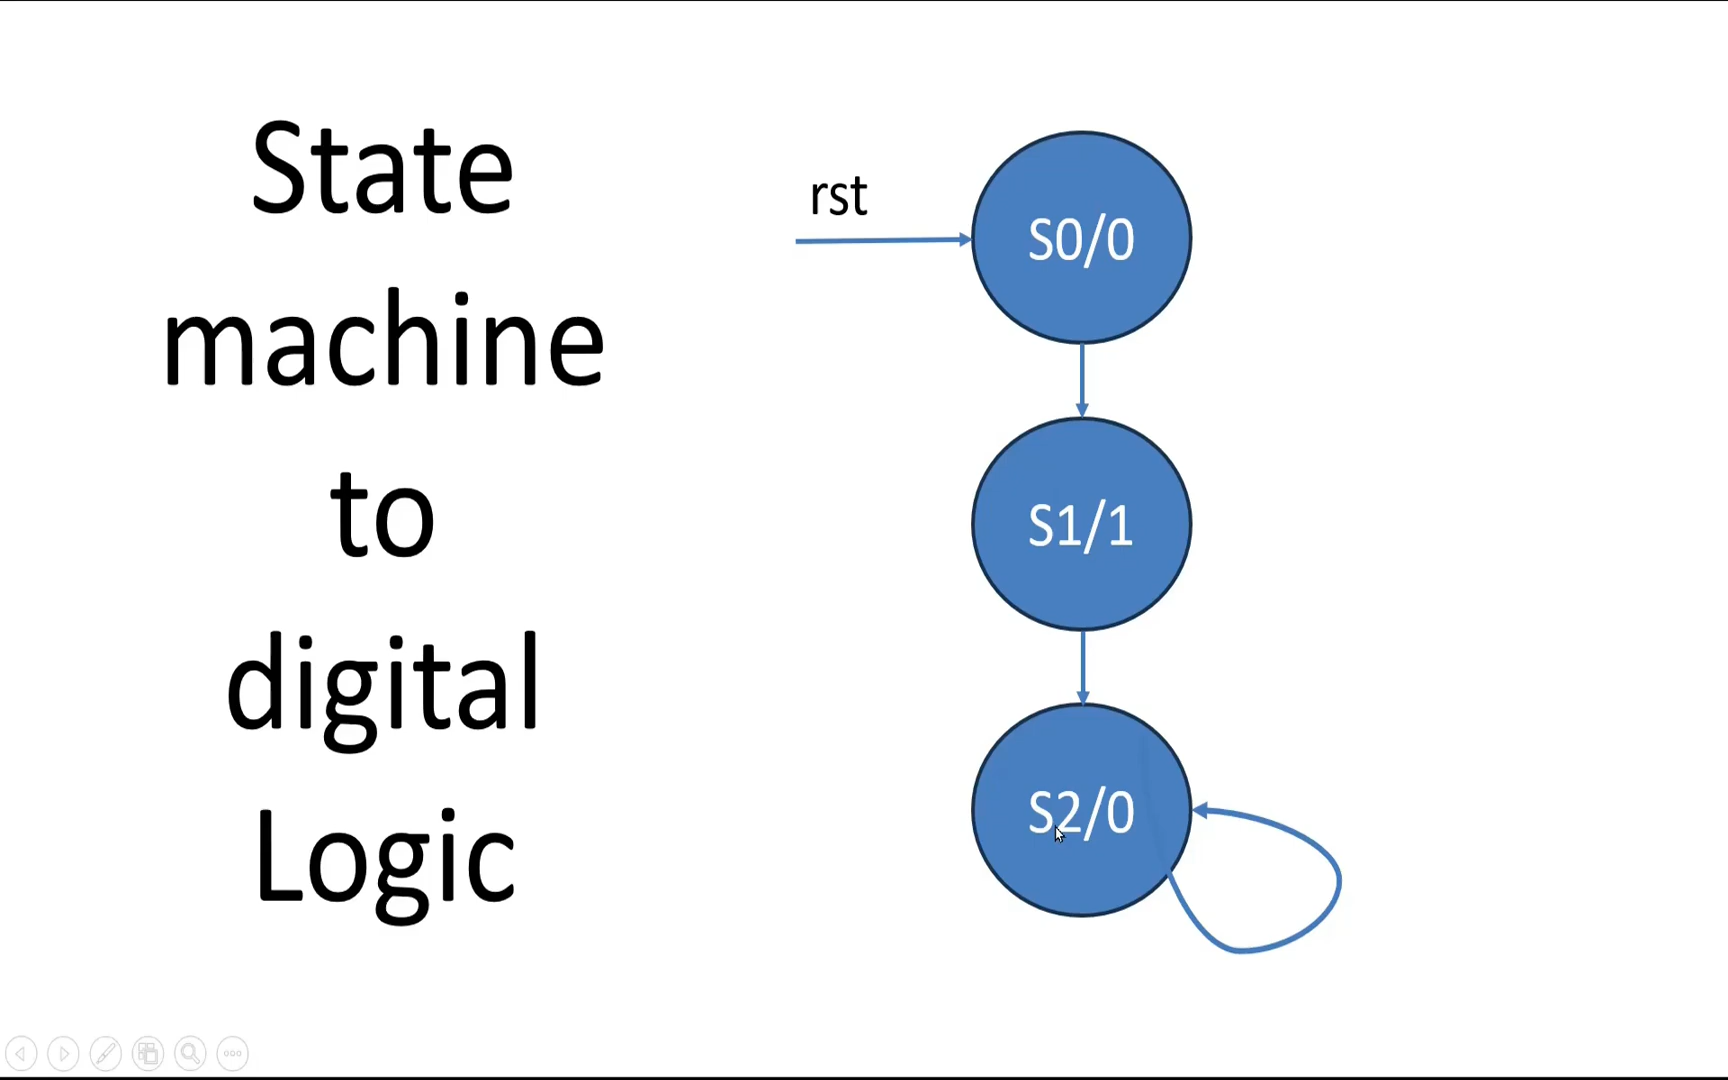 State
machine
to
digital
Logic
rst
S0/0
S1/1
S2/0